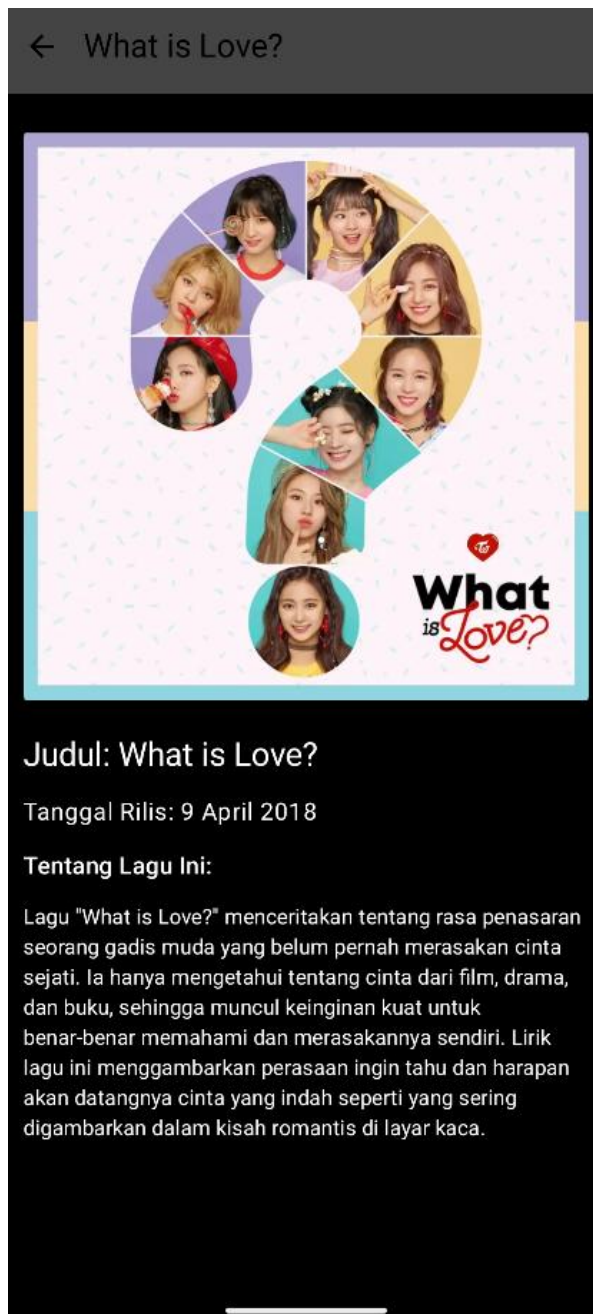 What is Love?
What
is Love?
Judul: What is Love?
Tanggal Rilis: 9 April 2018
Tentang Lagu Ini:
Lagu "What is Love?" menceritakan tentang rasa penasaran
seorang gadis muda yang belum pernah merasakan cinta
sejati. Ia hanya mengetahui tentang cinta dari film, drama,
dan buku, sehingga muncul keinginan kuat untuk
benar-benar memahami dan merasakannya sendiri. Lirik
lagu ini menggambarkan perasaan ingin tahu dan harapan
akan datangnya cinta yang indah seperti yang sering
digambarkan dalam kisah romantis di layar kaca.